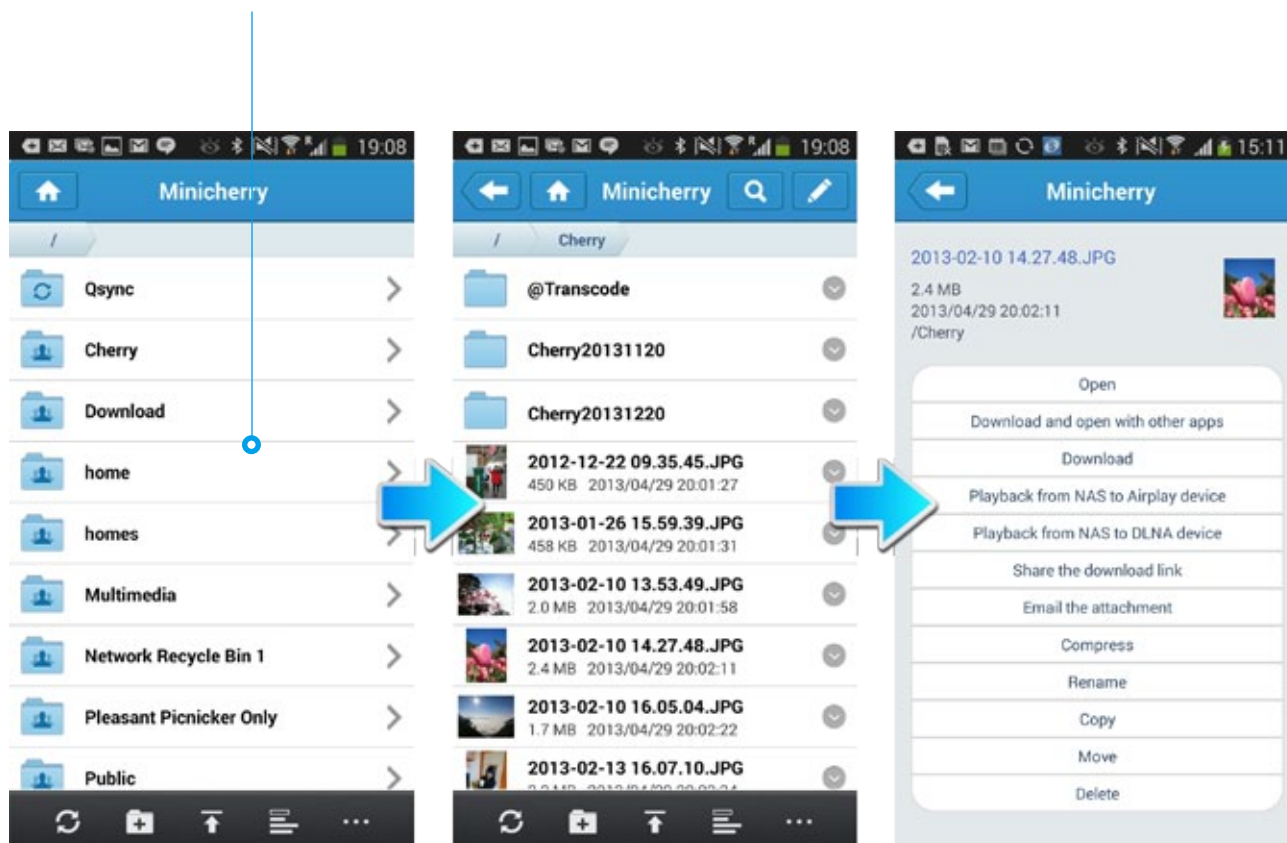 19:08
Minicherry
/
Qsync
Cherry
Download
home
homes
Multimedia
Network Recycle Bin 1
Pleasant Picnicker Only
Public
19:08
Minicherry
/ Cherry
@Transcode
Cherry20131120
Cherry20131220
2012-12-22 09.35.45.JPG
450 KB 2013/04/29 20:01:27
2013-01-26 15.59.39.JPG
458 KB 2013/04/29 20:01:31
2013-02-10 13.53.49.JPG
2.0 MB 2013/04/29 20:01:58
2013-02-10 14.27.48.JPG
2.4 MB 2013/04/29 20:02:11
2013-02-10 16.05.04.JPG
1.7 MB 2013/04/29 20:02:22
2013-02-13 16.07.10.JPG
15:11
Minicherry
2013-02-10 14.27.48.JPG
2.4 MB
2013/04/29 20:02:11
/Cherry
Open
Download and open with other apps
Download
Playback from NAS to Airplay device
Playback from NAS to DLNA device
Share the download link
Email the attachment
Compress
Rename
Copy
Move
Delete